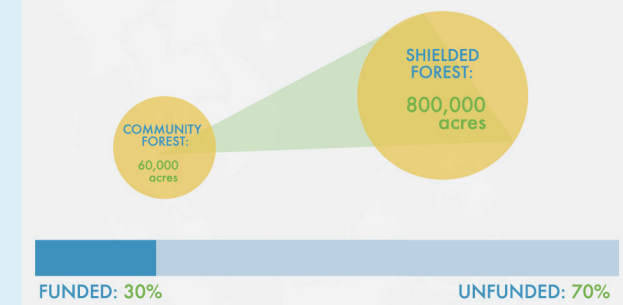 SHIELDED
FOREST:
800,000
acres
COMMUNITY
FOREST:
60,000
acres
FUNDED: 30%
UNFUNDED: 70%